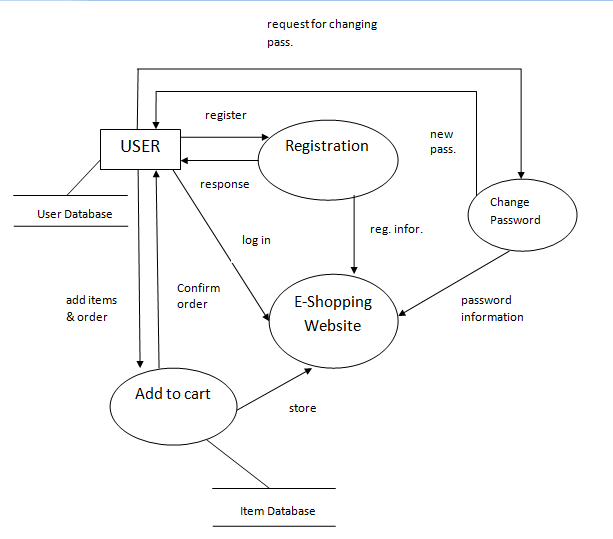 request for changing
pass.
register
USER
Registration
new
pass.
response
Change
Password
User Database
log in
reg. infor.
Confirm
order
add items
& order
E-Shopping
Website
password
information
Add to cart
store
Item Database